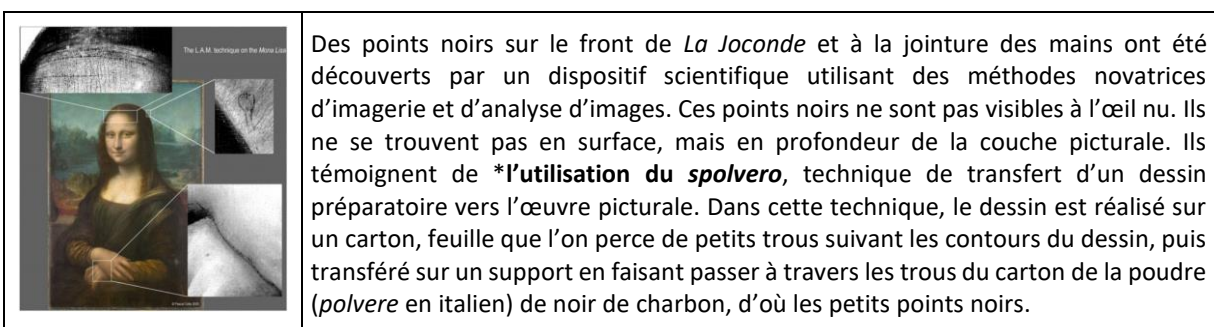 The L.A.M. technique on the Mona Lisa
Des points noirs sur le front de La Joconde et à la jointure des mains ont été
découverts par un dispositif scientifique utilisant des méthodes novatrices
d’imagerie et d’analyse d’images. Ces points noirs ne sont pas visibles à l’œil nu. Ils
ne se trouvent pas en surface, mais en profondeur de la couche picturale. Ils
témoignent de *l’utilisation du spolvero, technique de transfert d’un dessin
préparatoire vers l’œuvre picturale. Dans cette technique, le dessin est réalisé sur
un carton, feuille que l’on perce de petits trous suivant les contours du dessin, puis
transféré sur un support en faisant passer à travers les trous du carton de la poudre
(polvere en italien) de noir de charbon, d’où les petits points noirs.